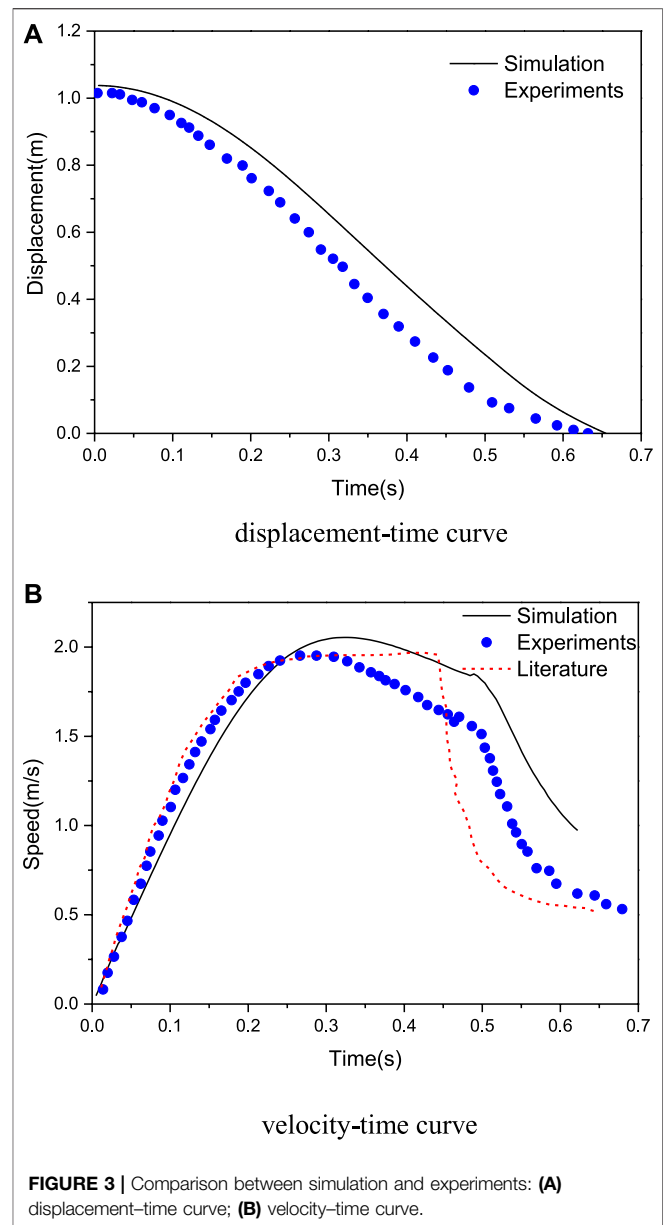 A
1.2
1.0
0.8
0.6
0.4
0.2
0.0
Displacement(m)
Simulation
Experiments
0.0 0.1 0.2 0.3 0.4 0.5 0.6 0.7
Time(s)
displacement-time curve
B
2.0
1.5
1.0
0.5
0.0
Speed(m/s)
Simulation
Experiments
Literature
0.0 0.1 0.2 0.3 0.4 0.5 0.6 0.7
Time(s)
velocity-time curve
FIGURE 3 | Comparison between simulation and experiments: (A)
displacement–time curve; (B) velocity–time curve.